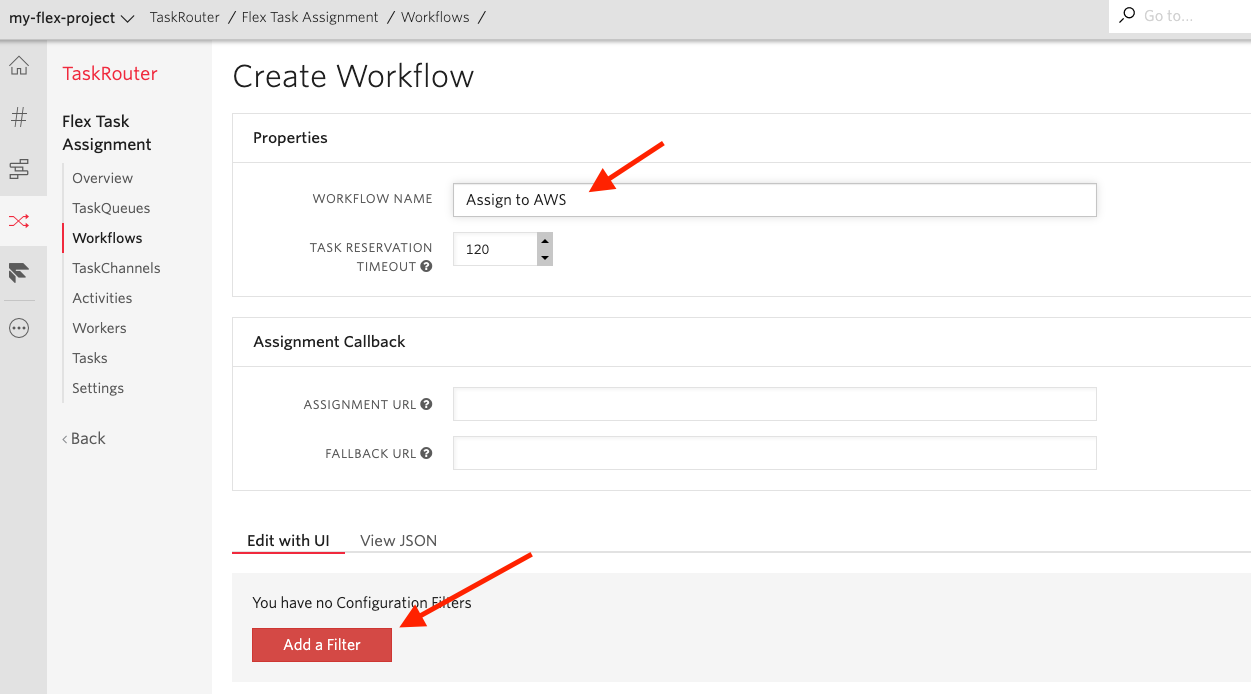 my-flex-project TaskRouter / Flex Task Assignment / Workflows /
Go to...
TaskRouter
Flex Task
Assignment
Overview
TaskQueues
Workflows
TaskChannels
Activities
Workers
Tasks
Settings
‹ Back
Create Workflow
Properties
WORKFLOW NAME Assign to AWS
TASK RESERVATION
TIMEOUT ? 120
Assignment Callback
ASSIGNMENT URL ?
FALLBACK URL ?
Edit with UI View JSON
You have no Configuration Filters
Add a Filter